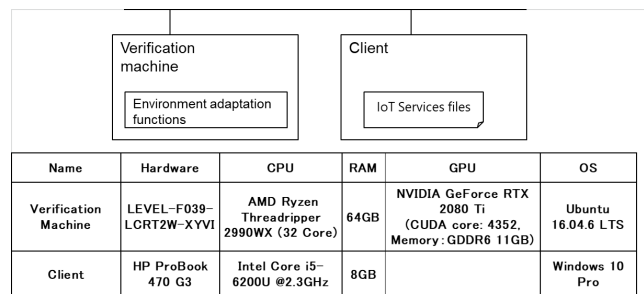 Verification
machine
Environment adaptation
functions
Client
IoT Services files
Name Hardware CPU RAM GPU OS
Verification
Machine
LEVEL-F039-
LCRT2W-XYVI
AMD Ryzen
Threadripper
2990WX (32 Core)
64GB
NVIDIA GeForce RTX
2080 Ti
(CUDA core: 4352,
Memory: GDDR6 11GB)
Ubuntu
16.04.6 LTS
Client
HP ProBook
470 G3
Intel Core i5-
6200U @2.3GHz
8GB
Windows 10
Pro